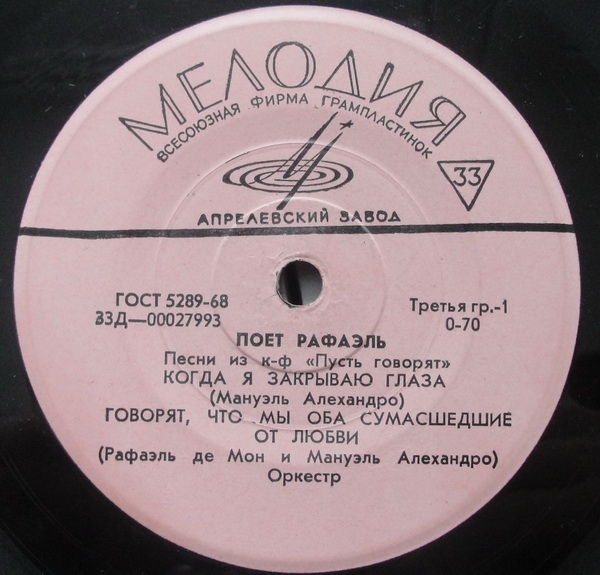 МЕЛОДИЯ
ВСЕСОЮЗНАЯ ФИРМА ГРАМПЛАСТИНОК
33
АПРЕЛЕВСКИЙ ЗАВОД
ГОСТ 5289-68
Третья гр.-1
33Д—00027993
0-70
ПОЕТ РАФАЭЛЬ
Песни из к-ф «Пусть говорят»
КОГДА Я ЗАКРЫВАЮ ГЛАЗА
(Мануэль Алехандро)
ГОВОРЯТ, ЧТО МЫ ОБА СУМАСШЕДШИЕ
ОТ ЛЮБВИ
(Рафаэль де Мон и Мануэль Алехандро)
Оркестр